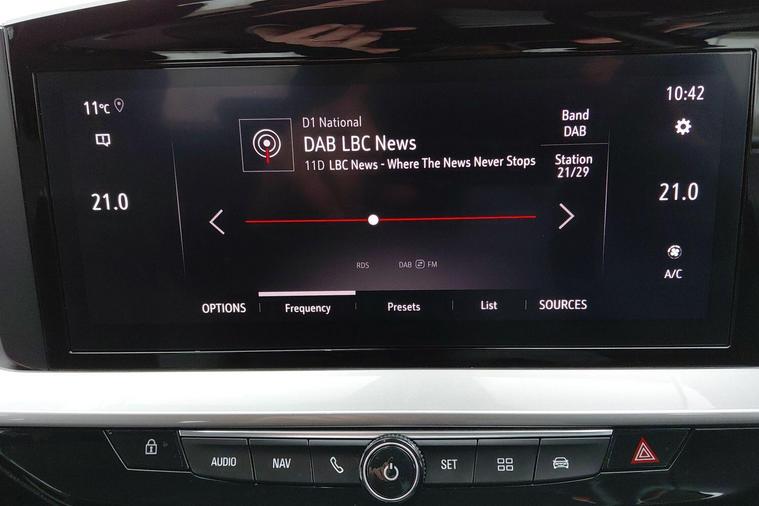 11°C
10:42
D1 National
DAB LBC News
11D LBC News - Where The News Never Stops
Band
DAB
Station
21/29
21.0
21.0
RDS
DAB FM
A/C
OPTIONS
Frequency
Presets
List
SOURCES
AUDIO
NAV
SET